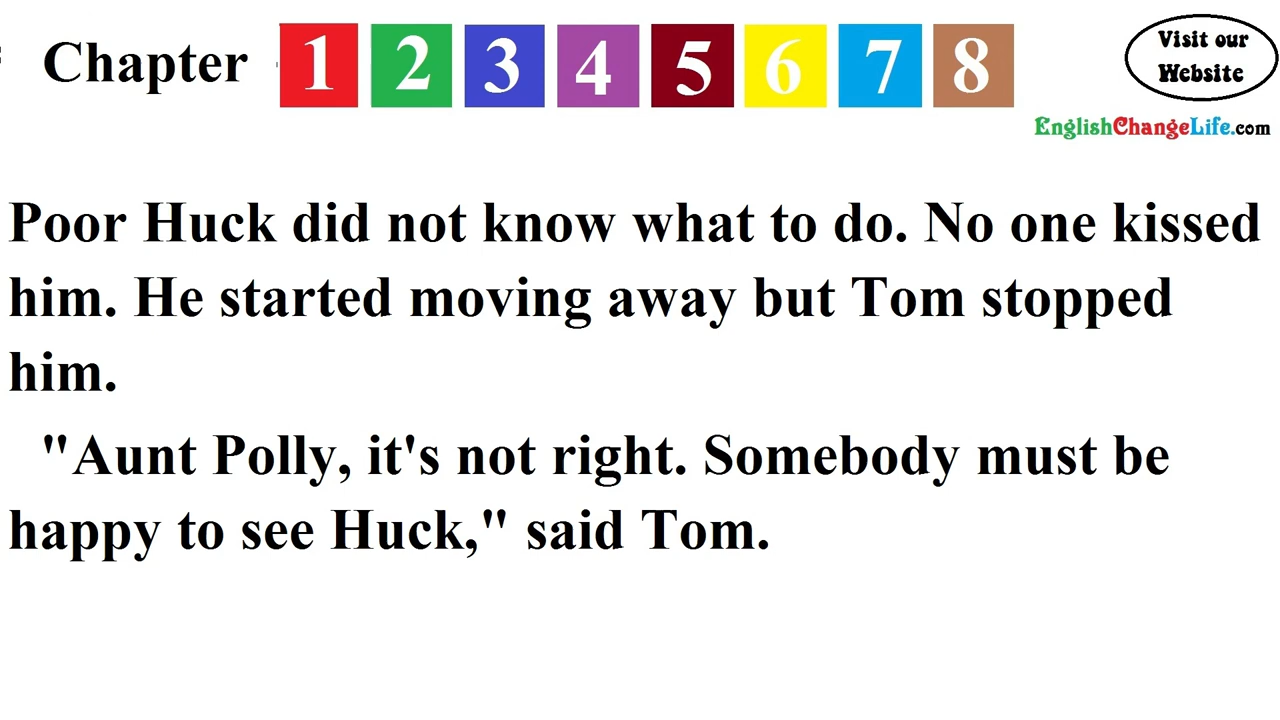 Chapter 1 2 3 4 5 6 7 8
Visit our
Website
EnglishChangeLife.com
Poor Huck did not know what to do. No one kissed
him. He started moving away but Tom stopped
him.
"Aunt Polly, it's not right. Somebody must be
happy to see Huck," said Tom.